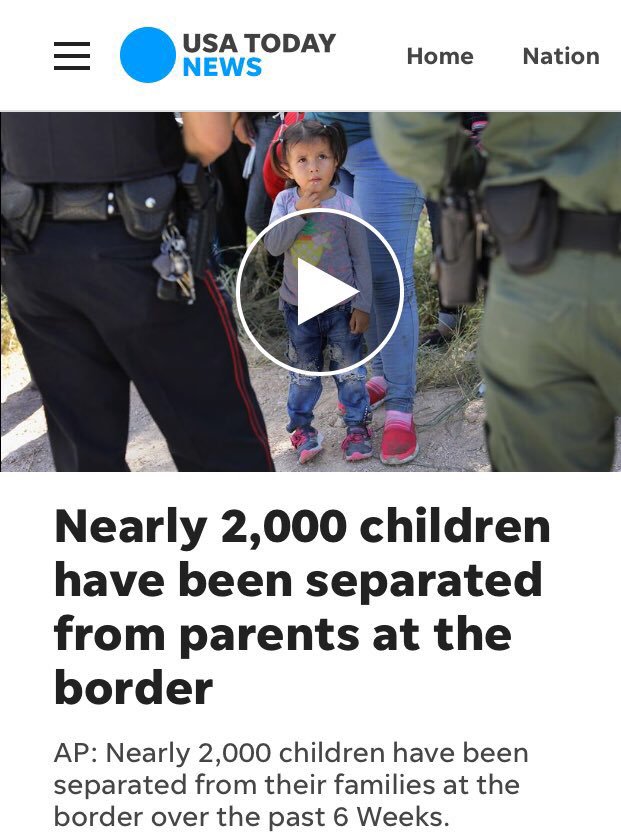 USA TODAY
NEWS
Home
Nation
Nearly 2,000 children
have been separated
from parents at the
border
AP: Nearly 2,000 children have been
separated from their families at the
border over the past 6 Weeks.